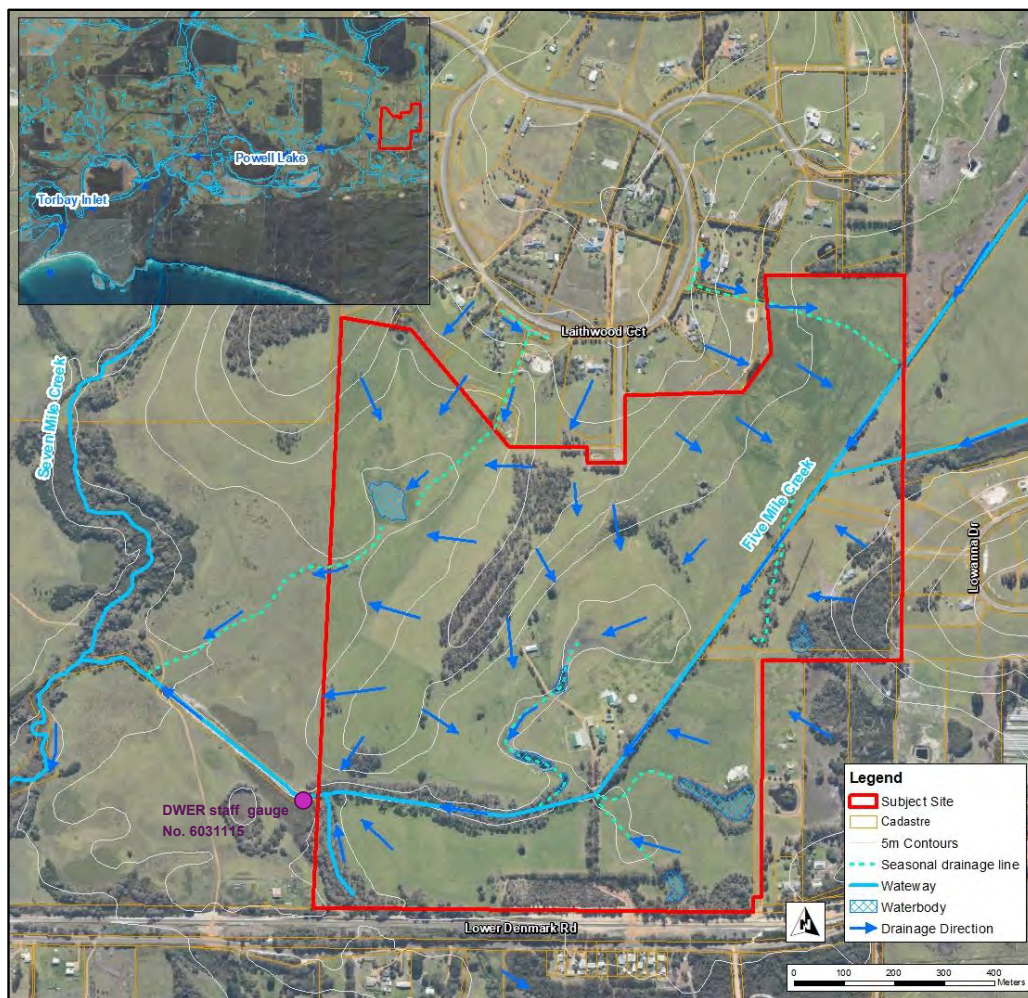 Powell Lake
Torbay Inlet
Laithwood Cct
Seven Mile Creek
Five Mile Creek
Lowanna Dr
DWER staff gauge
No. 6031115
Lower Denmark Rd
N
Legend
Subject Site
Cadastre
5m Contours
Seasonal drainage line
Wateway
Waterbody
Drainage Direction
0 100 200 300 400
Meters